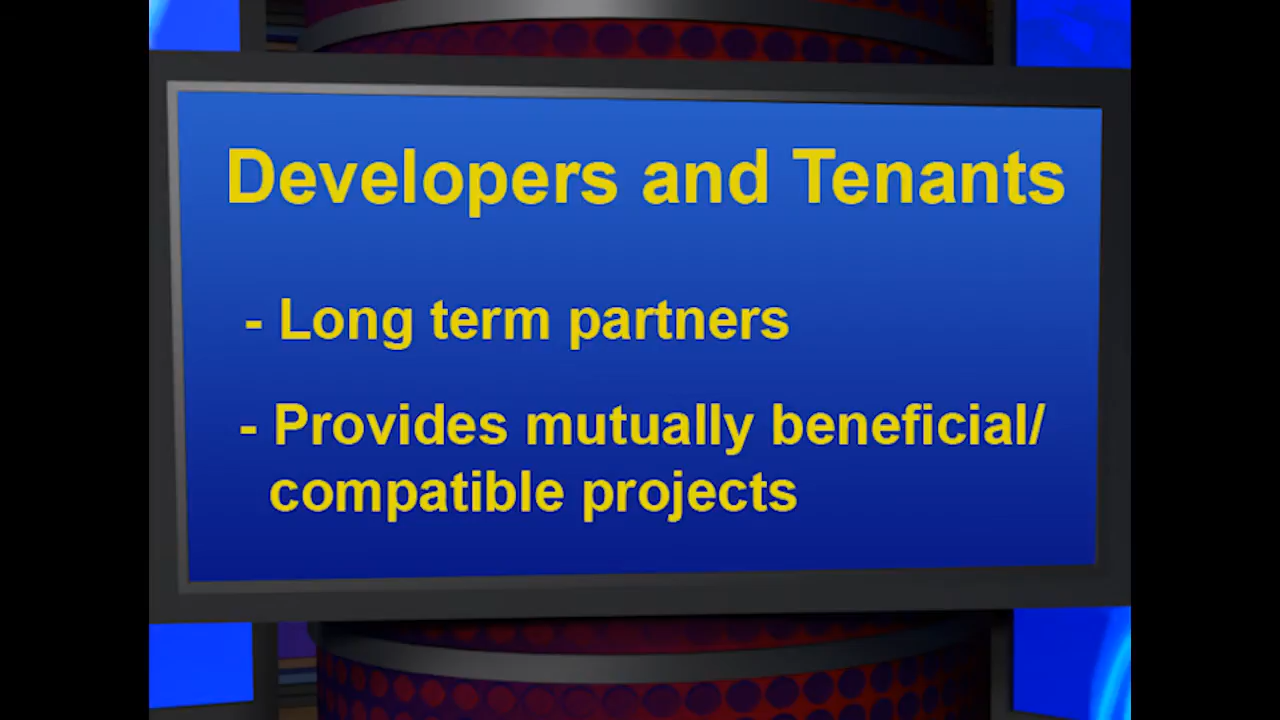 Developers and Tenants
- Long term partners
- Provides mutually beneficial/
compatible projects